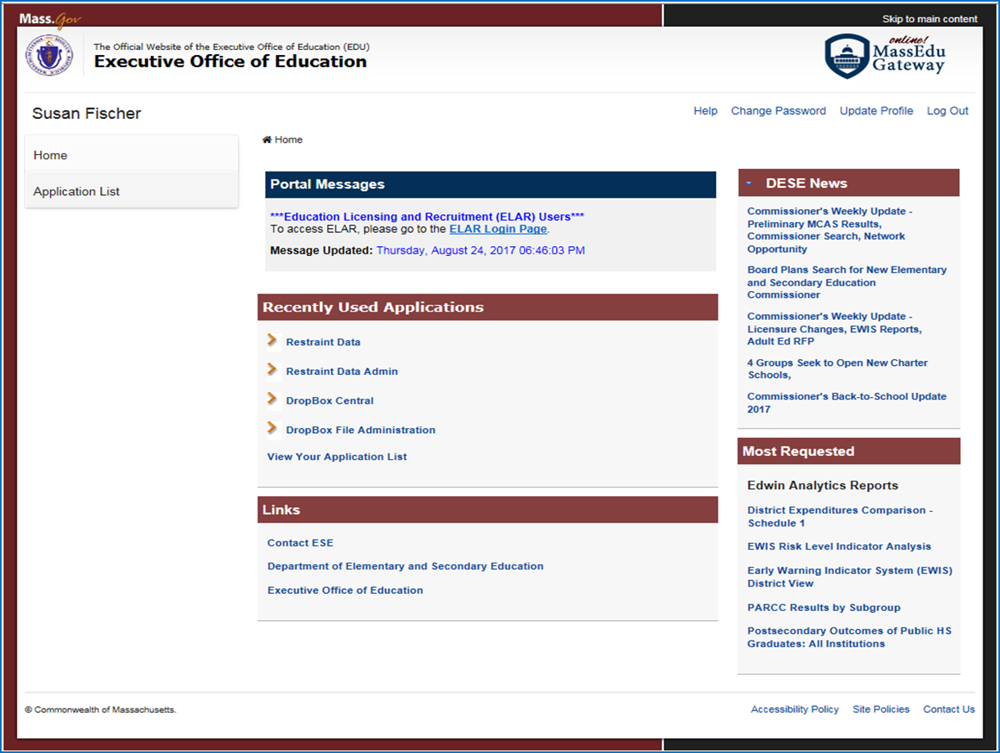 Mass.Gov
Skip to main content
The Official Website of the Executive Office of Education (EDU)
Executive Office of Education
online!
MassEdu
Gateway
Susan Fischer
Help
Change Password
Update Profile
Log Out
Home
Application List
Home
Portal Messages
***Education Licensing and Recruitment (ELAR) Users***
To access ELAR, please go to the ELAR Login Page.
Message Updated: Thursday, August 24, 2017 06:46:03 PM
Recently Used Applications
Restraint Data
Restraint Data Admin
DropBox Central
DropBox File Administration
View Your Application List
Links
Contact ESE
Department of Elementary and Secondary Education
Executive Office of Education
DESE News
Commissioner's Weekly Update -
Preliminary MCAS Results,
Commissioner Search, Network
Opportunity
Board Plans Search for New Elementary
and Secondary Education
Commissioner
Commissioner's Weekly Update -
Licensure Changes, EWIS Reports,
Adult Ed RFP
4 Groups Seek to Open New Charter
Schools,
Commissioner's Back-to-School Update
2017
Most Requested
Edwin Analytics Reports
District Expenditures Comparison -
Schedule 1
EWIS Risk Level Indicator Analysis
Early Warning Indicator System (EWIS)
District View
PARCC Results by Subgroup
Postsecondary Outcomes of Public HS
Graduates: All Institutions
© Commonwealth of Massachusetts.
Accessibility Policy
Site Policies
Contact Us